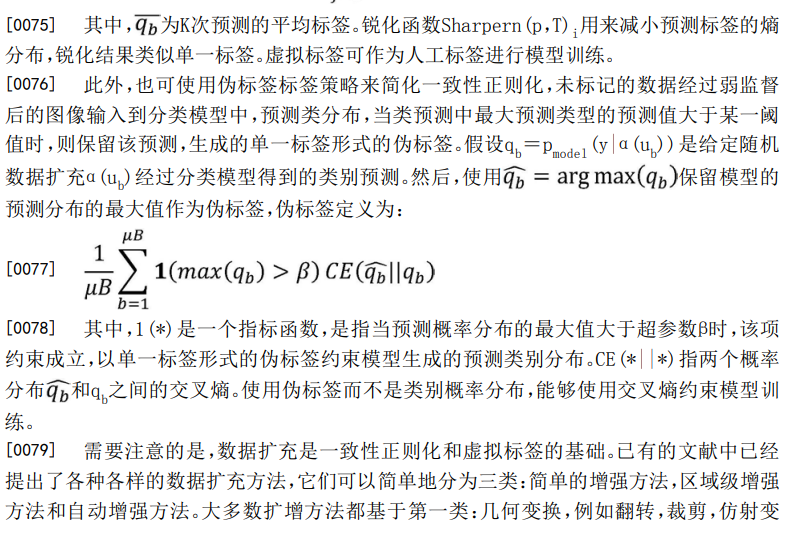 [0075] 其中，$\overline{q_b}$为K次预测的平均标签。锐化函数Sharpern(p,T)$_i$用来减小预测标签的熵
分布，锐化结果类似单一标签。虚拟标签可作为人工标签进行模型训练。
[0076] 此外，也可使用伪标签标签策略来简化一致性正则化，未标记的数据经过弱监督
后的图像输入到分类模型中，预测类分布，当类预测中最大预测类型的预测值大于某一阈
值时，则保留该预测，生成的单一标签形式的伪标签。假设q$_b$＝p$_{model}$(y|α(u$_b$))是给定随机
数据扩充α(u$_b$)经过分类模型得到的类别预测。然后，使用$\widehat{q_b} = \arg\max(q_b)$保留模型的
预测分布的最大值作为伪标签，伪标签定义为：
[0077] $\frac{1}{\mu B}\sum_{b=1}^{\mu B}\mathbf{1}(max(q_b) > \beta)\,CE(\widehat{q_b}||q_b)$
[0078] 其中，1(*)是一个指标函数，是指当预测概率分布的最大值大于超参数β时，该项
约束成立，以单一标签形式的伪标签约束模型生成的预测类别分布。CE(*||*)指两个概率
分布$\widehat{q_b}$和q$_b$之间的交叉熵。使用伪标签而不是类别概率分布，能够使用交叉熵约束模型训
练。
[0079] 需要注意的是，数据扩充是一致性正则化和虚拟标签的基础。已有的文献中已经
提出了各种各样的数据扩充方法，它们可以简单地分为三类：简单的增强方法，区域级增强
方法和自动增强方法。大多数扩增方法都基于第一类：几何变换，例如翻转，裁剪，仿射变